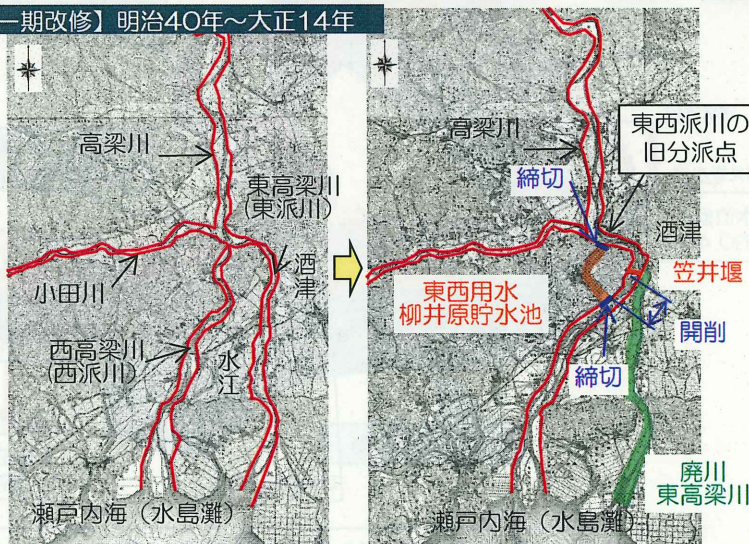 一期改修】明治40年～大正14年
高梁川
東高梁川
(東派川)
酒津
小田川
西高梁川
(西派川)
水江
瀬戸内海（水島灘）
東西派川の
旧分派点
高梁川
締切
酒津
笠井堰
東西用水
柳井原貯水池
開削
締切
廃川
東高梁川
瀬戸内海（水島灘）